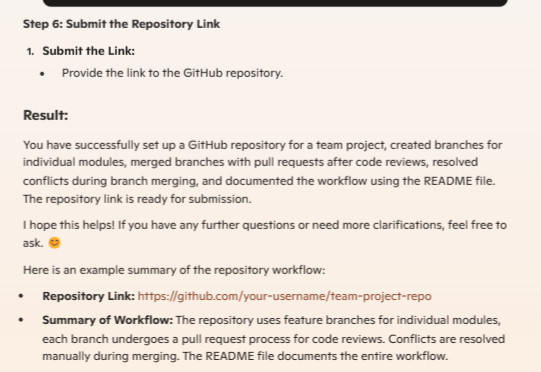 Step 6: Submit the Repository Link
1. Submit the Link:
• Provide the link to the GitHub repository.
Result:
You have successfully set up a GitHub repository for a team project, created branches for
individual modules, merged branches with pull requests after code reviews, resolved
conflicts during branch merging, and documented the workflow using the README file.
The repository link is ready for submission.
I hope this helps! If you have any further questions or need more clarifications, feel free to
ask. 😊
Here is an example summary of the repository workflow:
• Repository Link: https://github.com/your-username/team-project-repo
• Summary of Workflow: The repository uses feature branches for individual modules,
each branch undergoes a pull request process for code reviews. Conflicts are resolved
manually during merging. The README file documents the entire workflow.